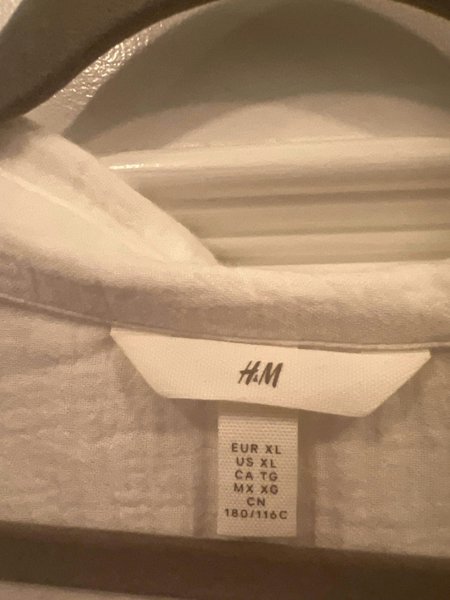 H&M
EUR XL
US XL
CA TG
MX XG
CN
180/116C